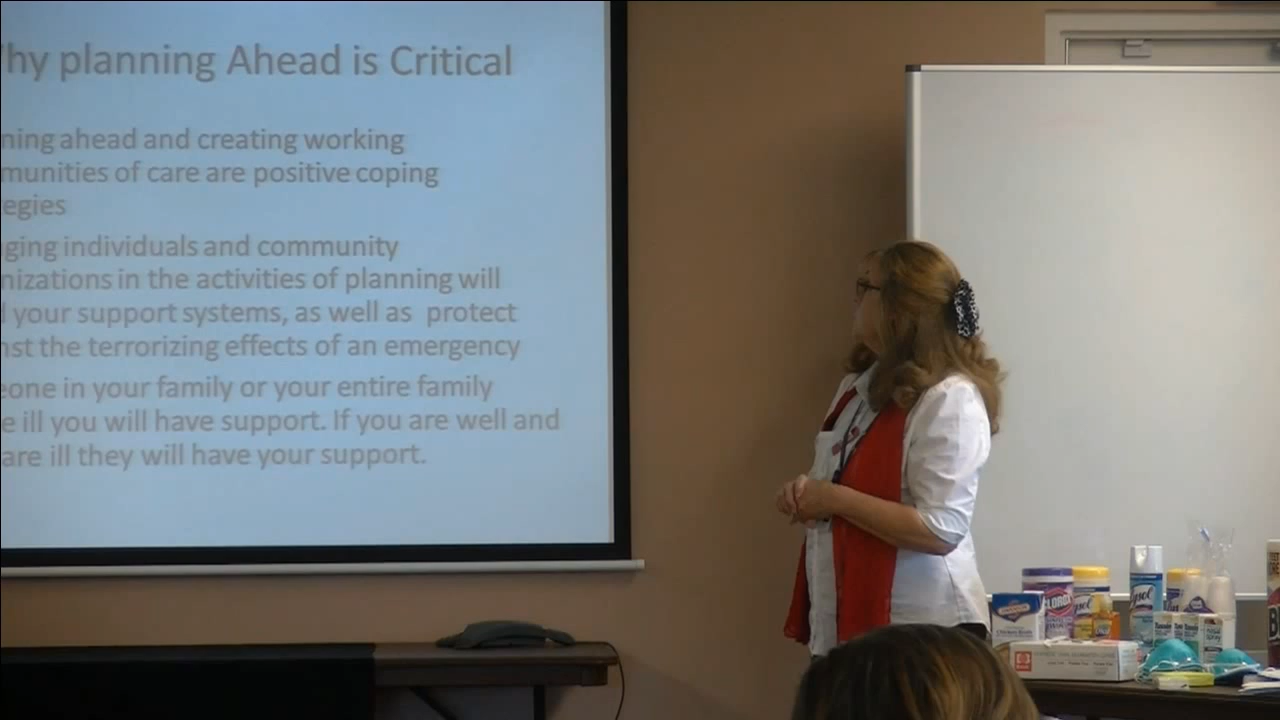 hy planning Ahead is Critical
ning ahead and creating working
munities of care are positive coping
egies
ging individuals and community
nizations in the activities of planning will
d your support systems, as well as protect
nst the terrorizing effects of an emergency
eone in your family or your entire family
e ill you will have support. If you are well and
are ill they will have your support.
CLOROX
Lysol